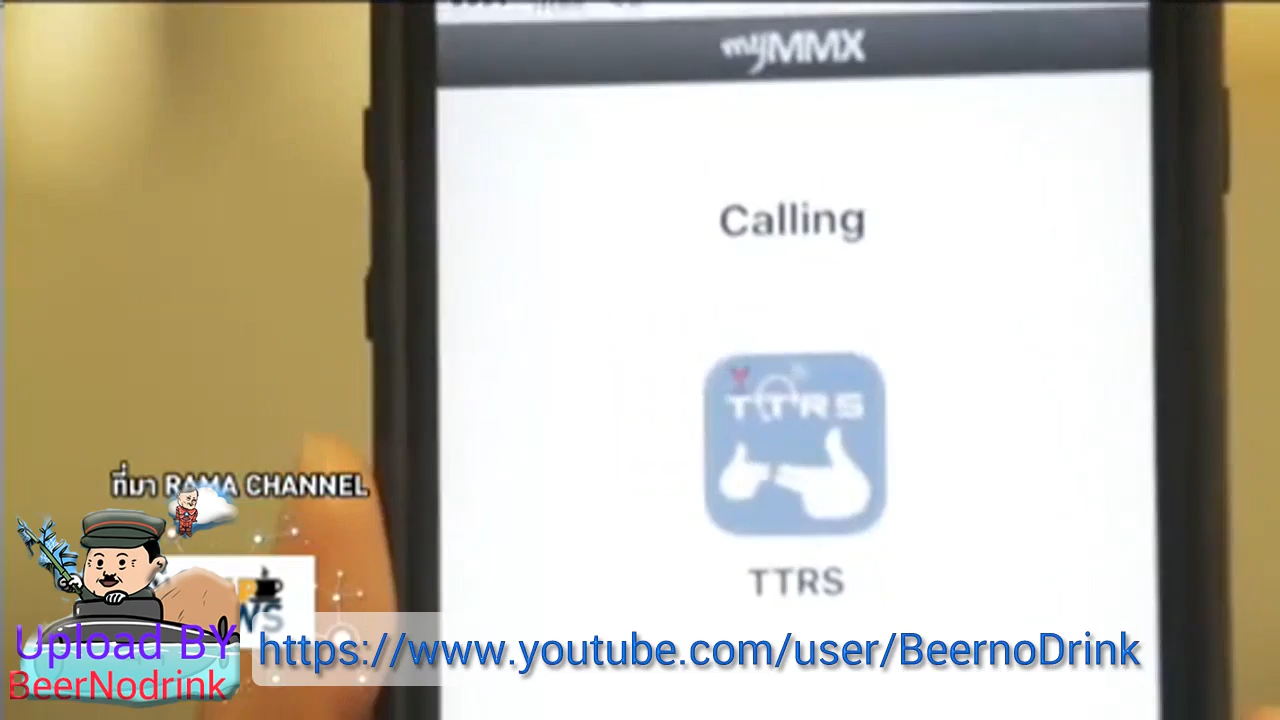 myMMX
Calling
TTRS
TTRS
ที่มา RAMA CHANNEL
Upload BY
BeerNodrink
https://www.youtube.com/user/BeernoDrink